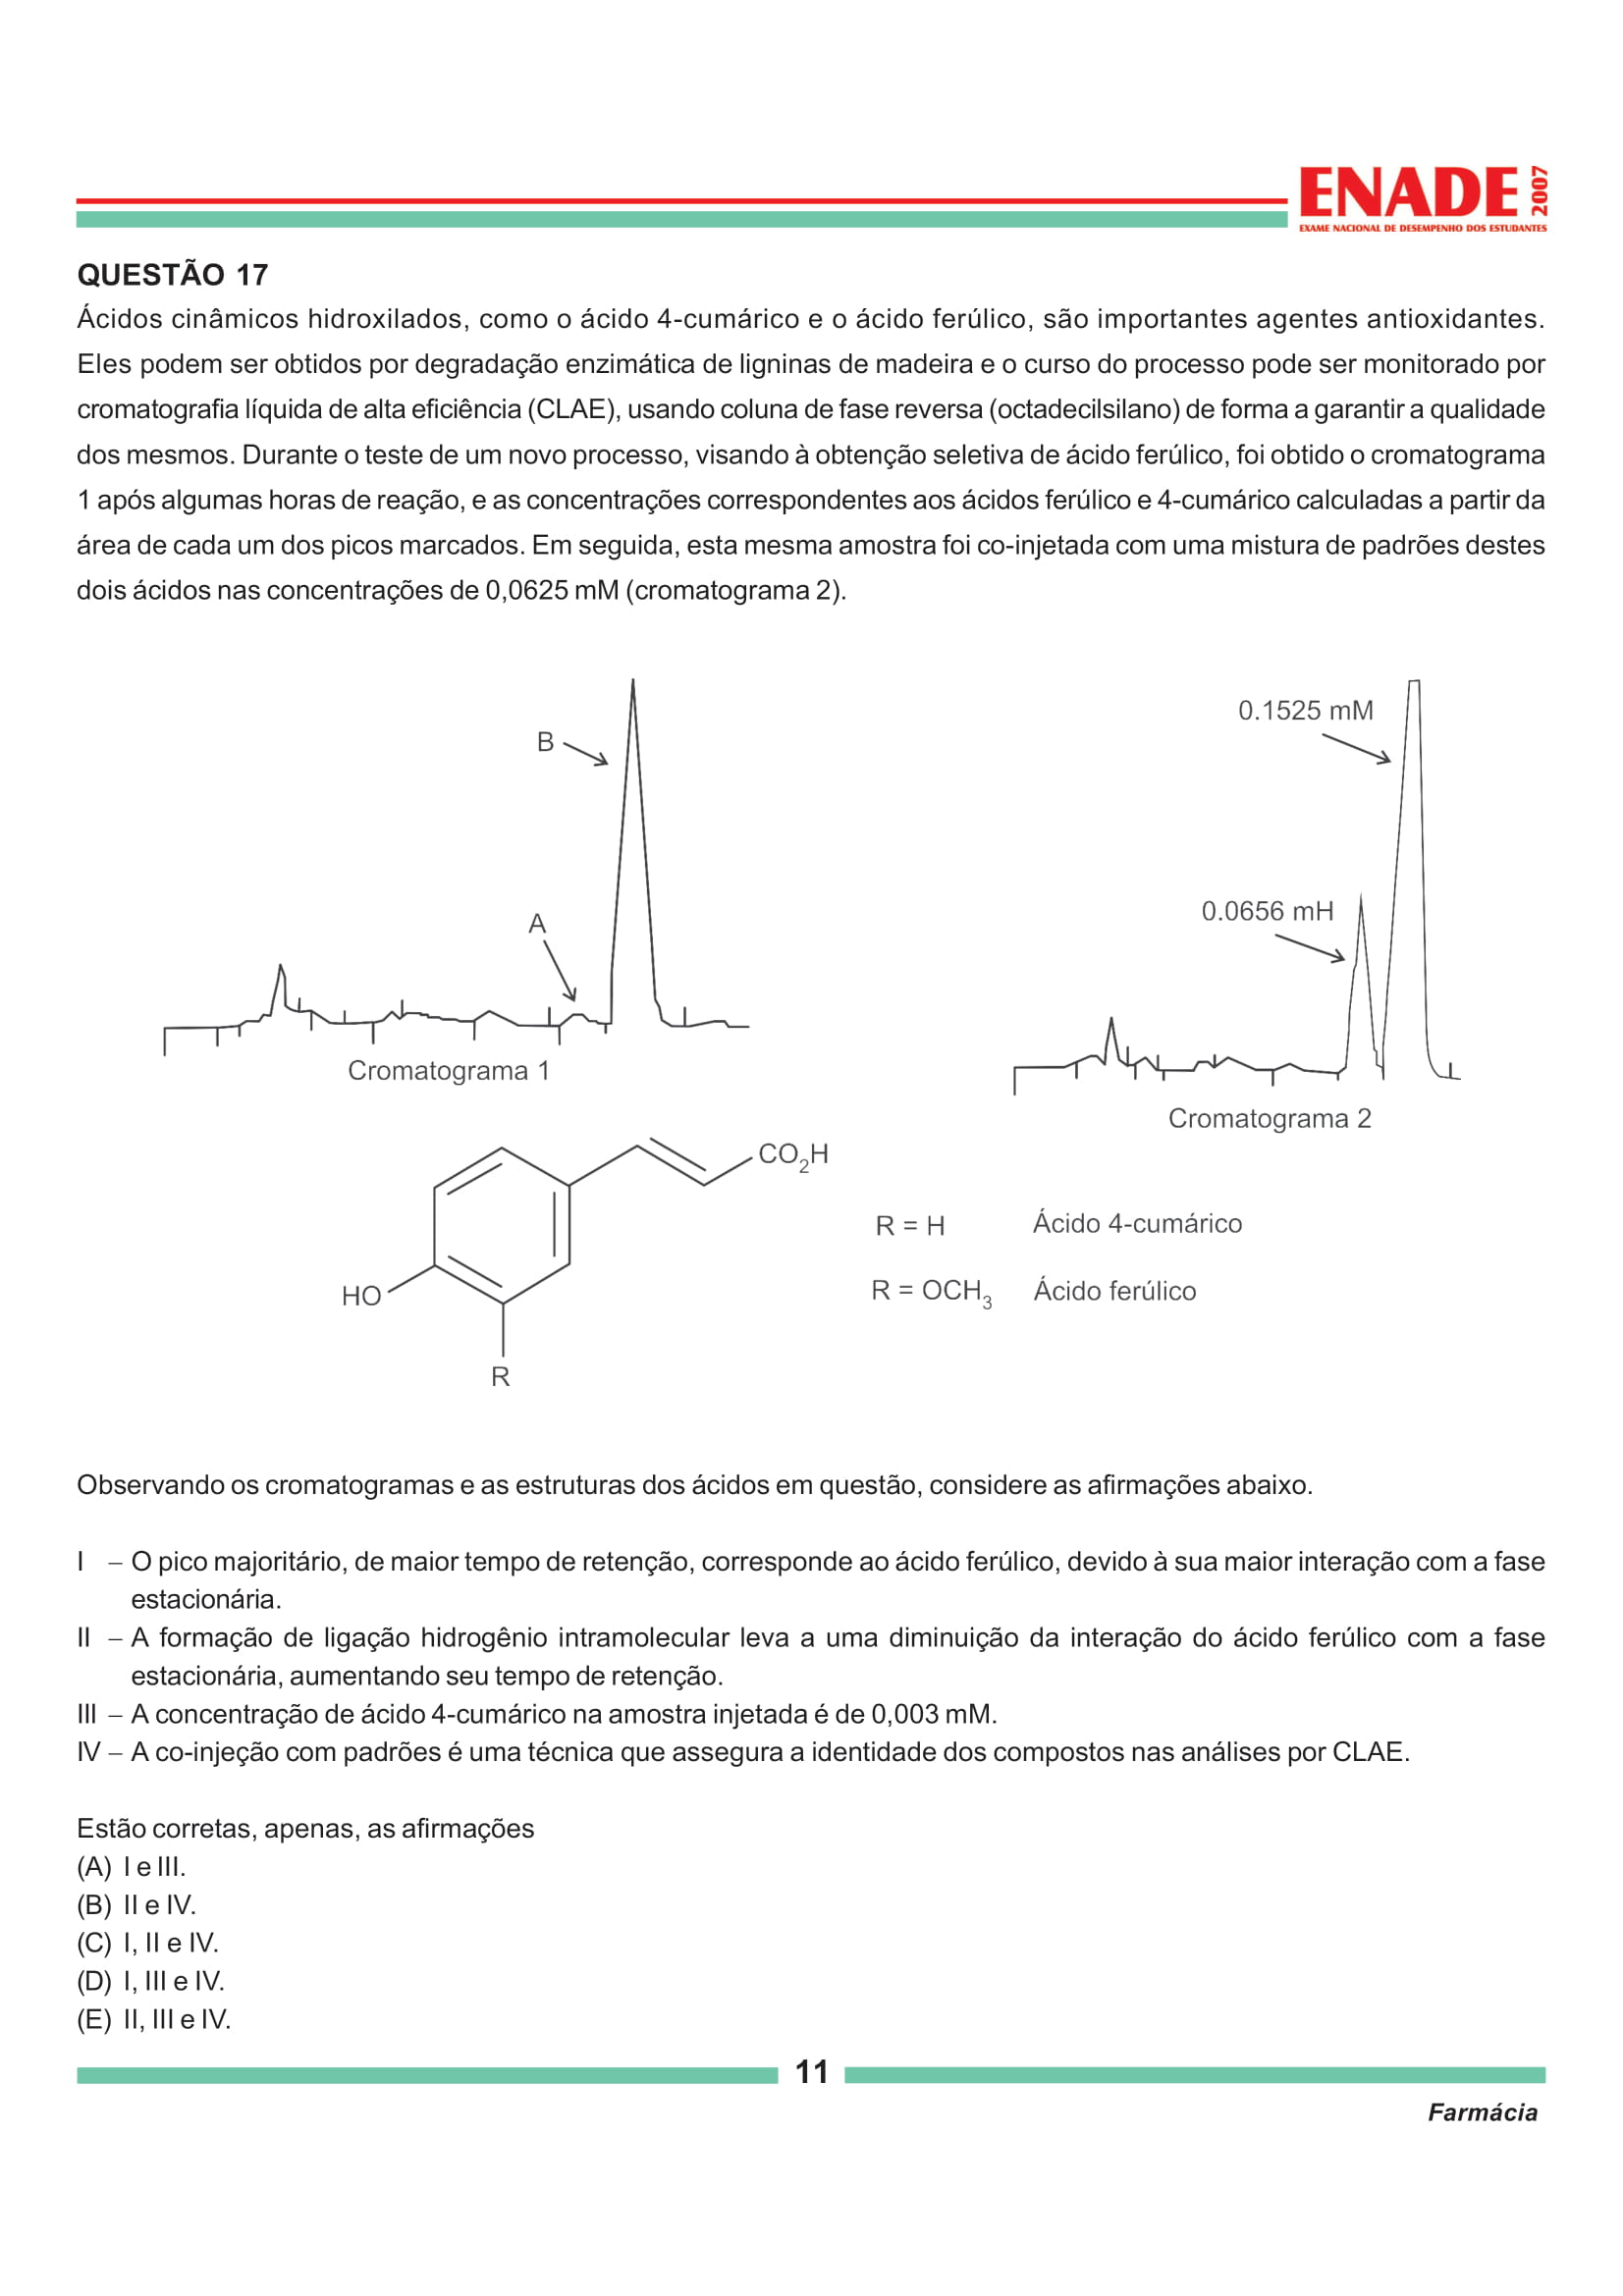 ENADE 2007
EXAME NACIONAL DE DESEMPENHO DOS ESTUDANTES
QUESTÃO 17
Ácidos cinâmicos hidroxilados, como o ácido 4-cumárico e o ácido ferúlico, são importantes agentes antioxidantes.
Eles podem ser obtidos por degradação enzimática de ligninas de madeira e o curso do processo pode ser monitorado por
cromatografia líquida de alta eficiência (CLAE), usando coluna de fase reversa (octadecilsilano) de forma a garantir a qualidade
dos mesmos. Durante o teste de um novo processo, visando à obtenção seletiva de ácido ferúlico, foi obtido o cromatograma
1 após algumas horas de reação, e as concentrações correspondentes aos ácidos ferúlico e 4-cumárico calculadas a partir da
área de cada um dos picos marcados. Em seguida, esta mesma amostra foi co-injetada com uma mistura de padrões destes
dois ácidos nas concentrações de 0,0625 mM (cromatograma 2).
B
A
Cromatograma 1
0.1525 mM
0.0656 mH
Cromatograma 2
CO2H
HO
R
R = H Ácido 4-cumárico
R = OCH3 Ácido ferúlico
Observando os cromatogramas e as estruturas dos ácidos em questão, considere as afirmações abaixo.
I – O pico majoritário, de maior tempo de retenção, corresponde ao ácido ferúlico, devido à sua maior interação com a fase
estacionária.
II – A formação de ligação hidrogênio intramolecular leva a uma diminuição da interação do ácido ferúlico com a fase
estacionária, aumentando seu tempo de retenção.
III – A concentração de ácido 4-cumárico na amostra injetada é de 0,003 mM.
IV – A co-injeção com padrões é uma técnica que assegura a identidade dos compostos nas análises por CLAE.
Estão corretas, apenas, as afirmações
(A) I e III.
(B) II e IV.
(C) I, II e IV.
(D) I, III e IV.
(E) II, III e IV.
11
Farmácia